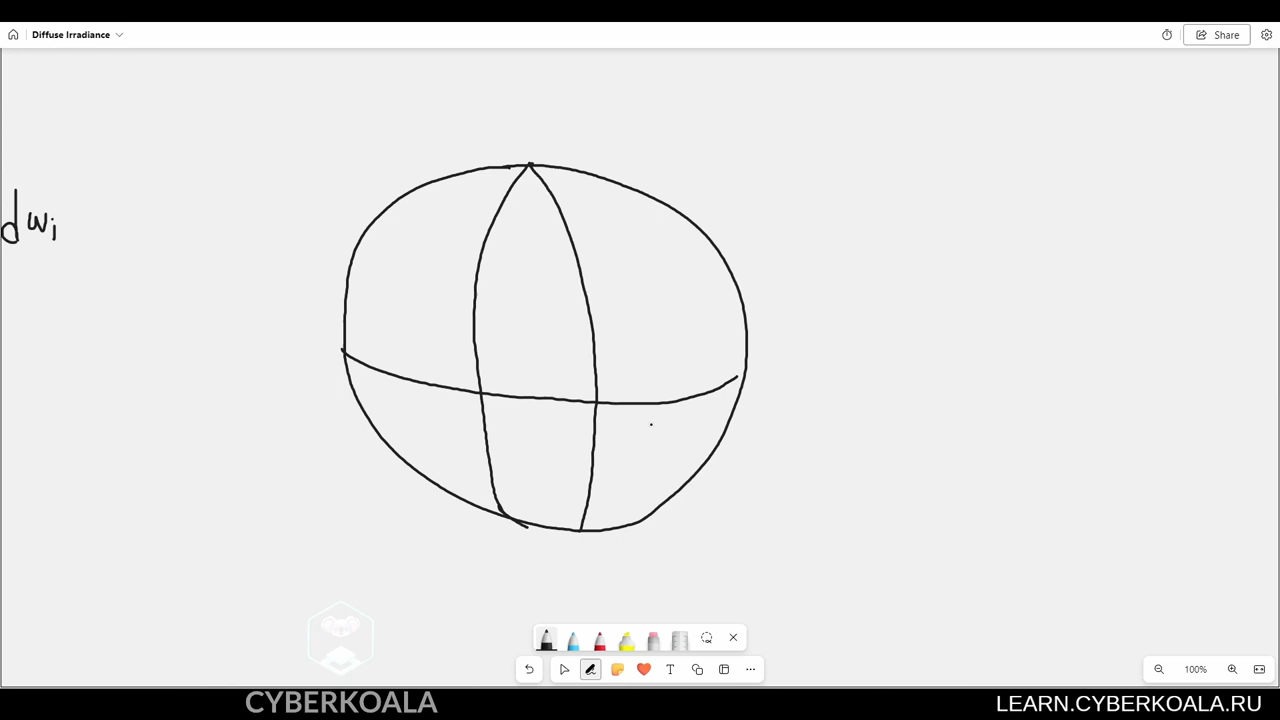 Diffuse Irradiance
Share
dwi
100%
CYBERKOALA
LEARN.CYBERKOALA.RU